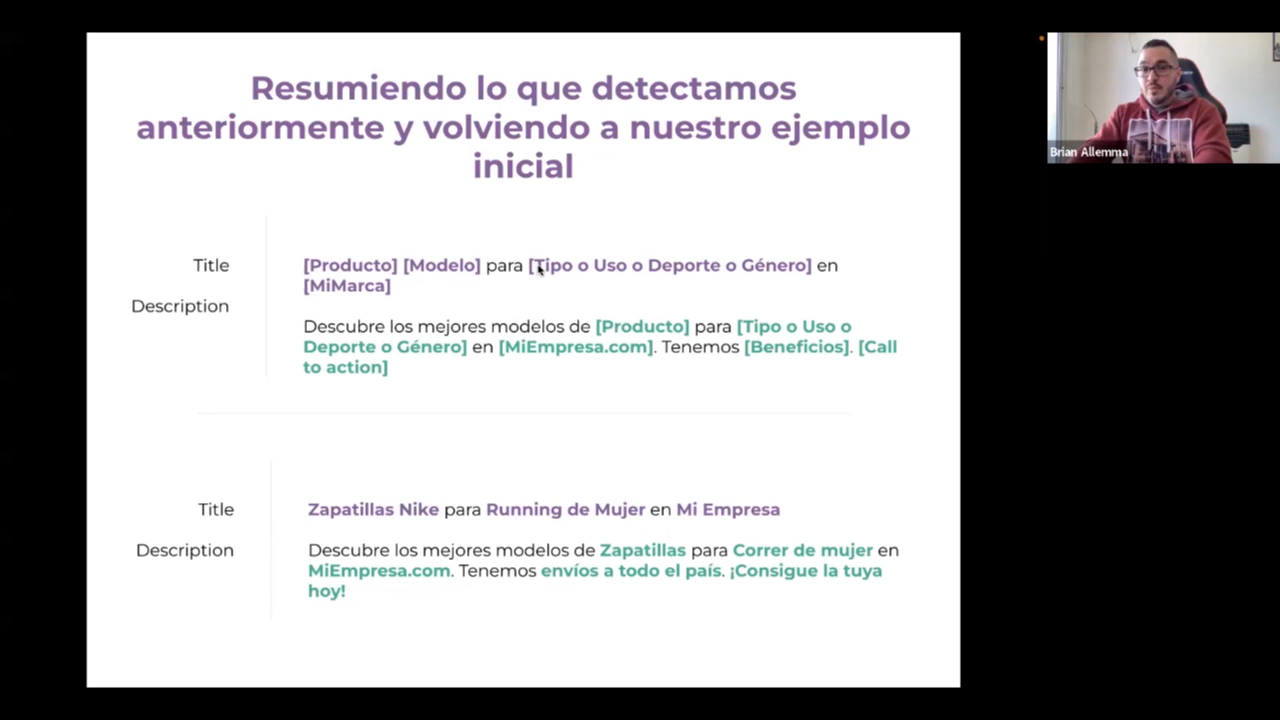 Resumiendo lo que detectamos
anteriormente y volviendo a nuestro ejemplo
inicial
Title
[Producto] [Modelo] para [Tipo o Uso o Deporte o Género] en
[MiMarca]
Description
Descubre los mejores modelos de [Producto] para [Tipo o Uso o
Deporte o Género] en [MiEmpresa.com]. Tenemos [Beneficios]. [Call
to action]
Title
Zapatillas Nike para Running de Mujer en Mi Empresa
Description
Descubre los mejores modelos de Zapatillas para Correr de mujer en
MiEmpresa.com. Tenemos envíos a todo el país. ¡Consigue la tuya
hoy!
Brian Allemma